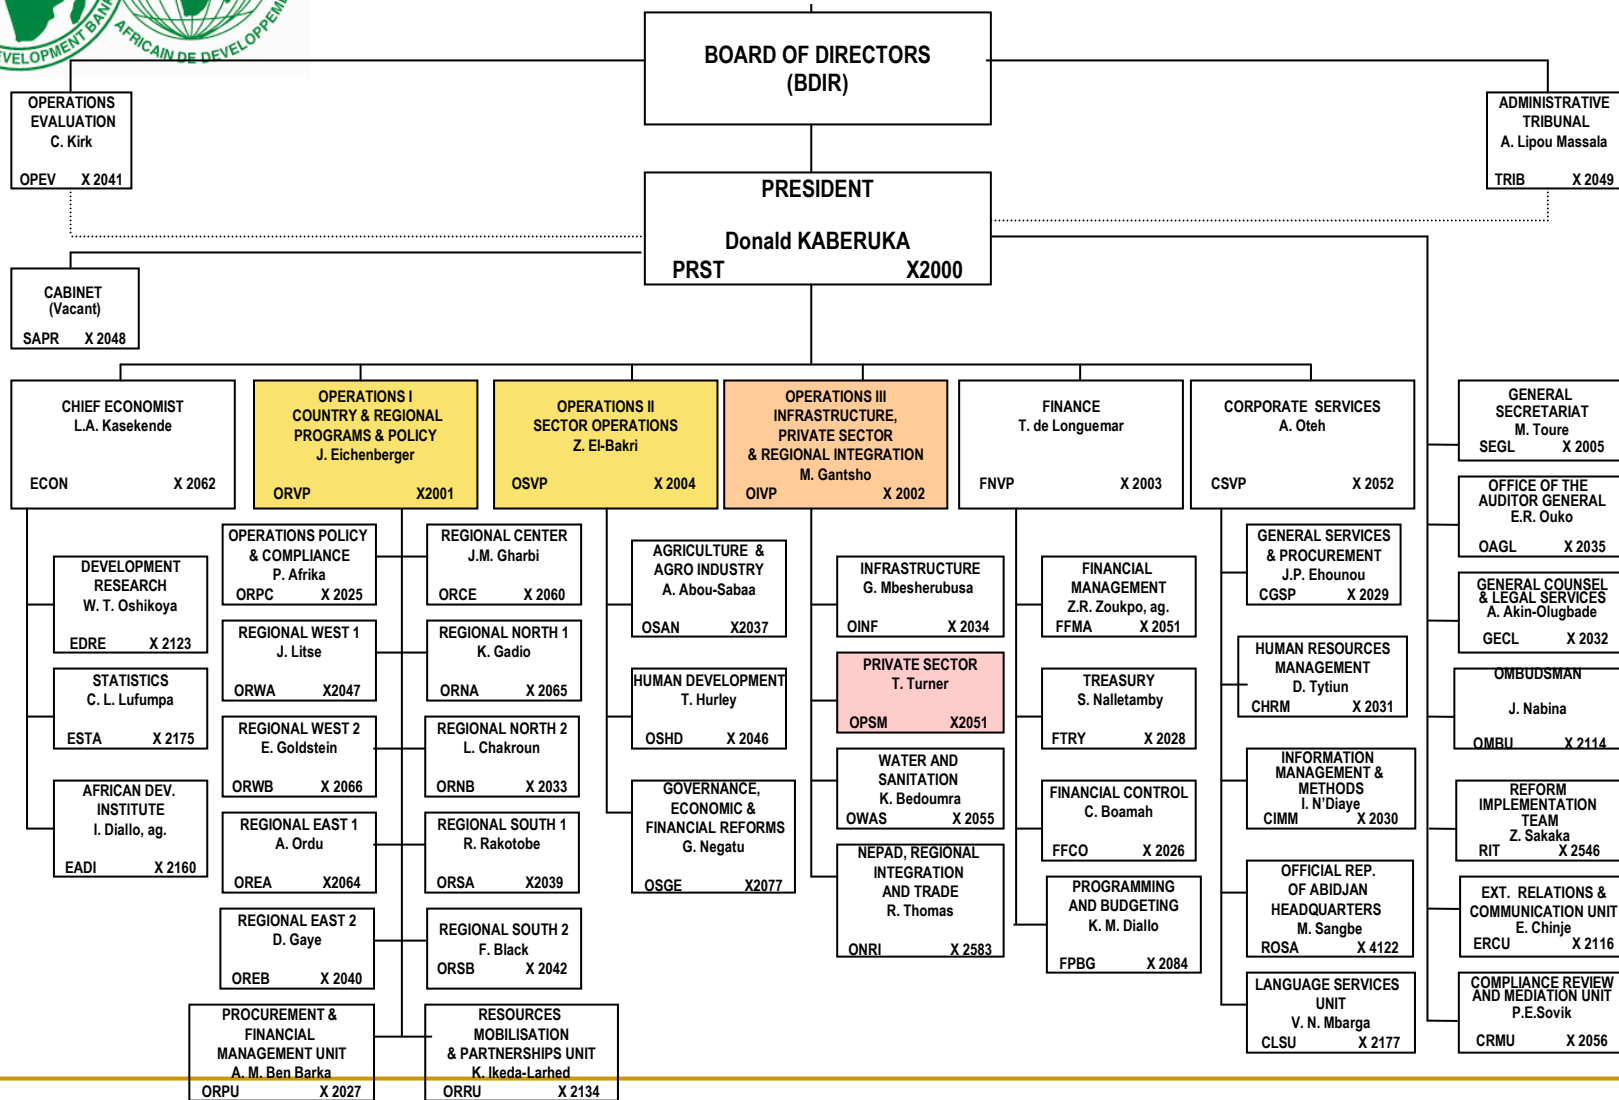 EVELOPMENT BANK
AFRICAIN DE DEVELOPPEME
BOARD OF DIRECTORS
(BDIR)
OPERATIONS
EVALUATION
C. Kirk
OPEV X 2041
ADMINISTRATIVE
TRIBUNAL
A. Lipou Massala
TRIB X 2049
PRESIDENT
Donald KABERUKA
PRST X2000
CABINET
(Vacant)
SAPR X 2048
CHIEF ECONOMIST
L.A. Kasekende
ECON X 2062
OPERATIONS I
COUNTRY & REGIONAL
PROGRAMS & POLICY
J. Eichenberger
ORVP X2001
OPERATIONS II
SECTOR OPERATIONS
Z. El-Bakri
OSVP X 2004
OPERATIONS III
INFRASTRUCTURE,
PRIVATE SECTOR
& REGIONAL INTEGRATION
M. Gantsho
OIVP X 2002
FINANCE
T. de Longuemar
FNVP X 2003
CORPORATE SERVICES
A. Oteh
CSVP X 2052
GENERAL
SECRETARIAT
M. Toure
SEGL X 2005
OFFICE OF THE
AUDITOR GENERAL
E.R. Ouko
OAGL X 2035
GENERAL COUNSEL
& LEGAL SERVICES
A. Akin-Olugbade
GECL X 2032
OMBUDSMAN
J. Nabina
OMBU X 2114
REFORM
IMPLEMENTATION
TEAM
Z. Sakaka
RIT X 2546
EXT. RELATIONS &
COMMUNICATION UNIT
E. Chinje
ERCU X 2116
COMPLIANCE REVIEW
AND MEDIATION UNIT
P.E.Sovik
CRMU X 2056
DEVELOPMENT
RESEARCH
W. T. Oshikoya
EDRE X 2123
STATISTICS
C. L. Lufumpa
ESTA X 2175
AFRICAN DEV.
INSTITUTE
I. Diallo, ag.
EADI X 2160
OPERATIONS POLICY
& COMPLIANCE
P. Afrika
ORPC X 2025
REGIONAL WEST 1
J. Litse
ORWA X2047
REGIONAL WEST 2
E. Goldstein
ORWB X 2066
REGIONAL EAST 1
A. Ordu
OREA X2064
REGIONAL EAST 2
D. Gaye
OREB X 2040
PROCUREMENT &
FINANCIAL
MANAGEMENT UNIT
A. M. Ben Barka
ORPU X 2027
REGIONAL CENTER
J.M. Gharbi
ORCE X 2060
REGIONAL NORTH 1
K. Gadio
ORNA X 2065
REGIONAL NORTH 2
L. Chakroun
ORNB X 2033
REGIONAL SOUTH 1
R. Rakotobe
ORSA X2039
REGIONAL SOUTH 2
F. Black
ORSB X 2042
RESOURCES
MOBILISATION
& PARTNERSHIPS UNIT
K. Ikeda-Larhed
ORRU X 2134
AGRICULTURE &
AGRO INDUSTRY
A. Abou-Sabaa
OSAN X2037
HUMAN DEVELOPMENT
T. Hurley
OSHD X 2046
GOVERNANCE,
ECONOMIC &
FINANCIAL REFORMS
G. Negatu
OSGE X2077
INFRASTRUCTURE
G. Mbesherubusa
OINF X 2034
PRIVATE SECTOR
T. Turner
OPSM X2051
WATER AND
SANITATION
K. Bedoumra
OWAS X 2055
NEPAD, REGIONAL
INTEGRATION
AND TRADE
R. Thomas
ONRI X 2583
FINANCIAL
MANAGEMENT
Z.R. Zoukpo, ag.
FFMA X 2051
TREASURY
S. Nalletamby
FTRY X 2028
FINANCIAL CONTROL
C. Boamah
FFCO X 2026
PROGRAMMING
AND BUDGETING
K. M. Diallo
FPBG X 2084
GENERAL SERVICES
& PROCUREMENT
J.P. Ehounou
CGSP X 2029
HUMAN RESOURCES
MANAGEMENT
D. Tytiun
CHRM X 2031
INFORMATION
MANAGEMENT &
METHODS
I. N'Diaye
CIMM X 2030
OFFICIAL REP.
OF ABIDJAN
HEADQUARTERS
M. Sangbe
ROSA X 4122
LANGUAGE SERVICES
UNIT
V. N. Mbarga
CLSU X 2177